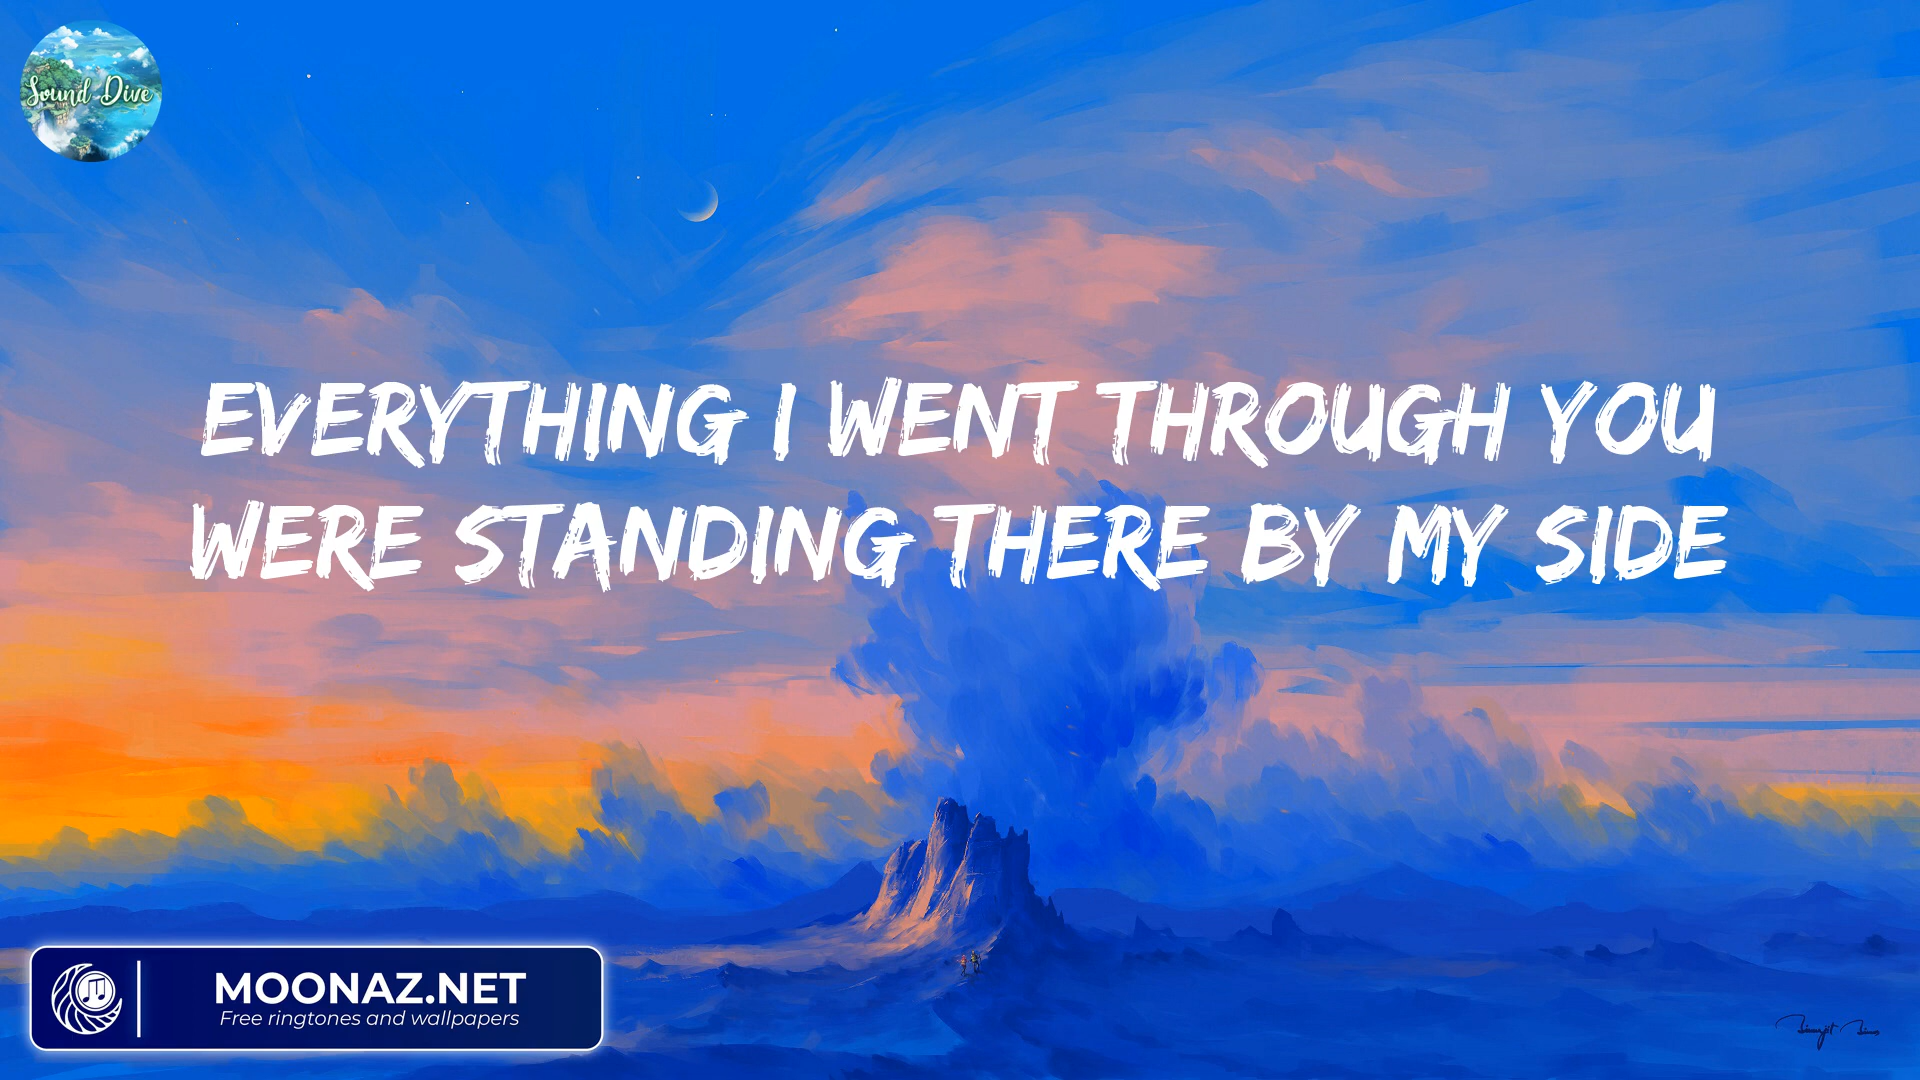 Sound Dive
EVERYTHING I WENT THROUGH YOU
WERE STANDING THERE BY MY SIDE
MOONAZ.NET
Free ringtones and wallpapers